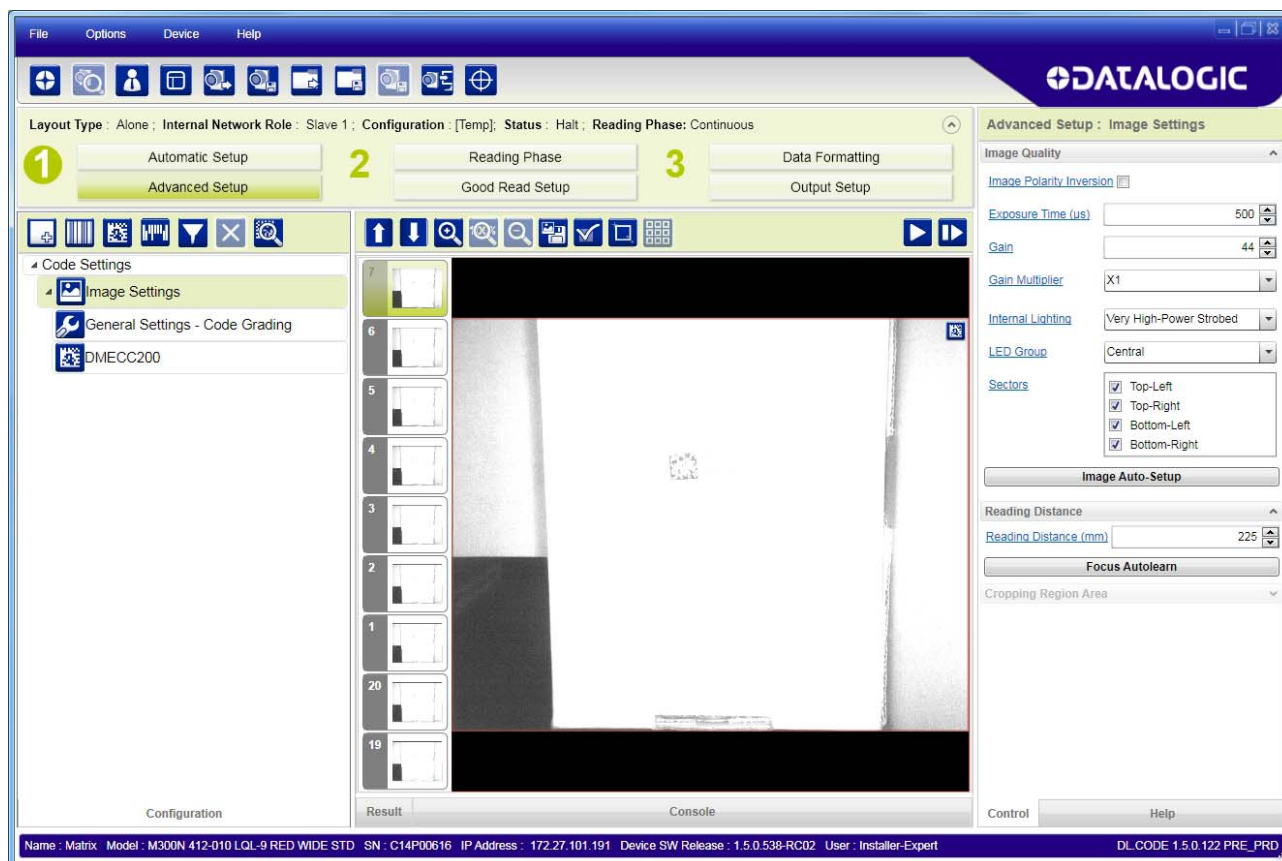 File Options Device Help
DATALOGIC
Layout Type : Alone ; Internal Network Role : Slave 1 ; Configuration : [Temp]; Status : Halt ; Reading Phase: Continuous
1 Automatic Setup
Advanced Setup
2 Reading Phase
Good Read Setup
3 Data Formatting
Output Setup
Code Settings
Image Settings
General Settings - Code Grading
DMECC200
Configuration
7
6
5
4
3
2
1
20
19
Result Console
Advanced Setup : Image Settings
Image Quality
Image Polarity Inversion
Exposure Time (µs) 500
Gain 44
Gain Multiplier X1
Internal Lighting Very High-Power Strobed
LED Group Central
Sectors Top-Left
Top-Right
Bottom-Left
Bottom-Right
Image Auto-Setup
Reading Distance
Reading Distance (mm) 225
Focus Autolearn
Cropping Region Area
Control Help
Name : Matrix Model : M300N 412-010 LQL-9 RED WIDE STD SN : C14P00616 IP Address : 172.27.101.191 Device SW Release : 1.5.0.538-RC02 User : Installer-Expert DL.CODE 1.5.0.122 PRE_PRD